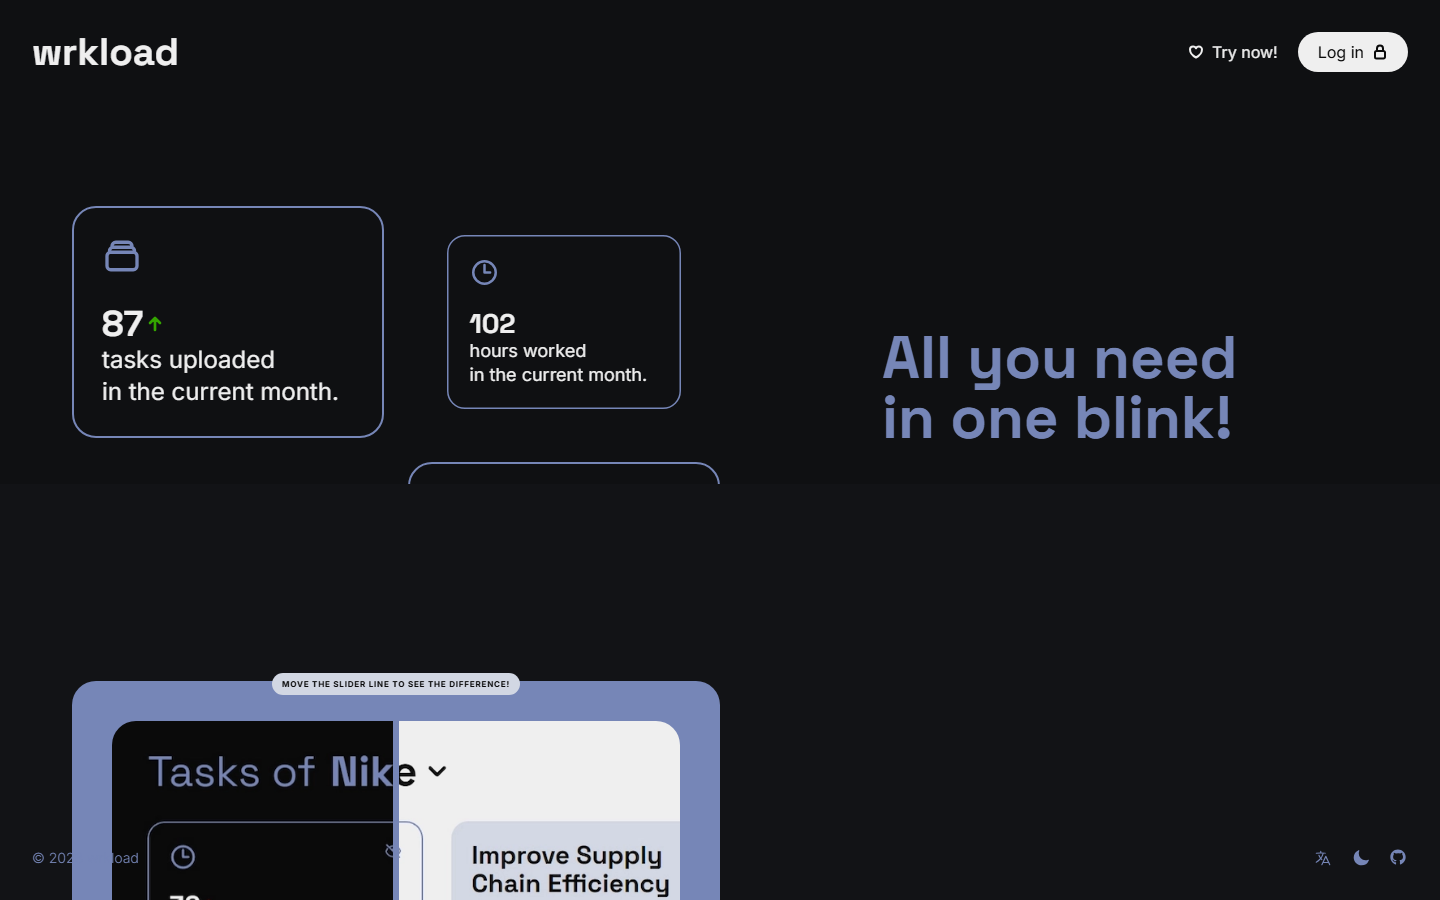 wrkload
Try now!
Log in
87
tasks uploaded
in the current month.
102
hours worked
in the current month.
All you need
in one blink!
MOVE THE SLIDER LINE TO SEE THE DIFFERENCE!
Tasks of Nike
Improve Supply
Chain Efficiency